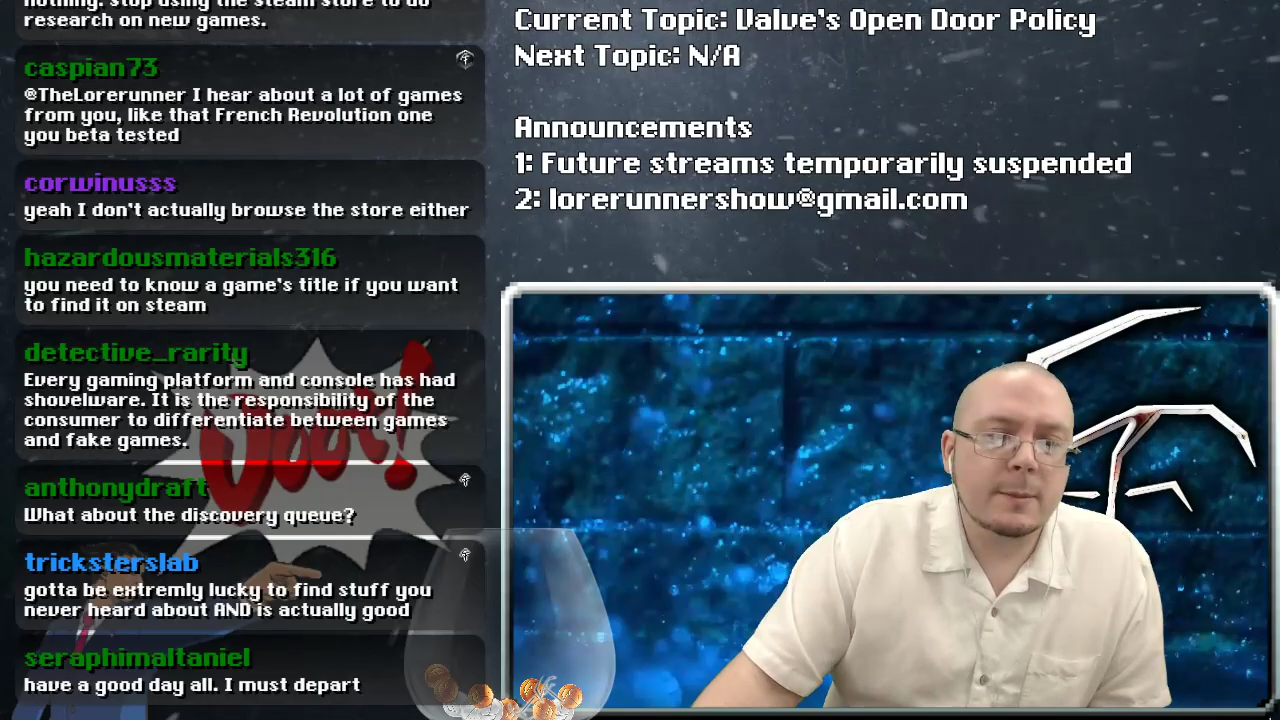 nothing. stop using the steam store to do
research on new games.
caspian73
@TheLorerunner I hear about a lot of games
from you, like that French Revolution one
you beta tested
corwinusss
yeah I don't actually browse the store either
hazardousmaterials316
you need to know a game's title if you want
to find it on steam
detective_rarity
Every gaming platform and console has had
shovelware. It is the responsibility of the
consumer to differentiate between games
and fake games.
anthonydraft
What about the discovery queue?
tricksterslab
gotta be extremly lucky to find stuff you
never heard about AND is actually good
seraphimaltaniel
have a good day all. I must depart
Current Topic: Valve's Open Door Policy
Next Topic: N/A
Announcements
1: Future streams temporarily suspended
2: lorerunnershow@gmail.com